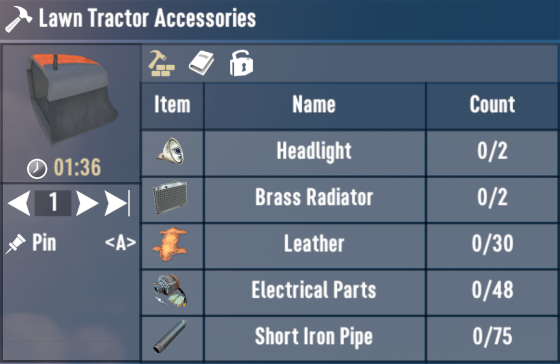 Lawn Tractor Accessories
Item Name Count
Headlight 0/2
01:36
Brass Radiator 0/2
1
Pin <A>
Leather 0/30
Electrical Parts 0/48
Short Iron Pipe 0/75